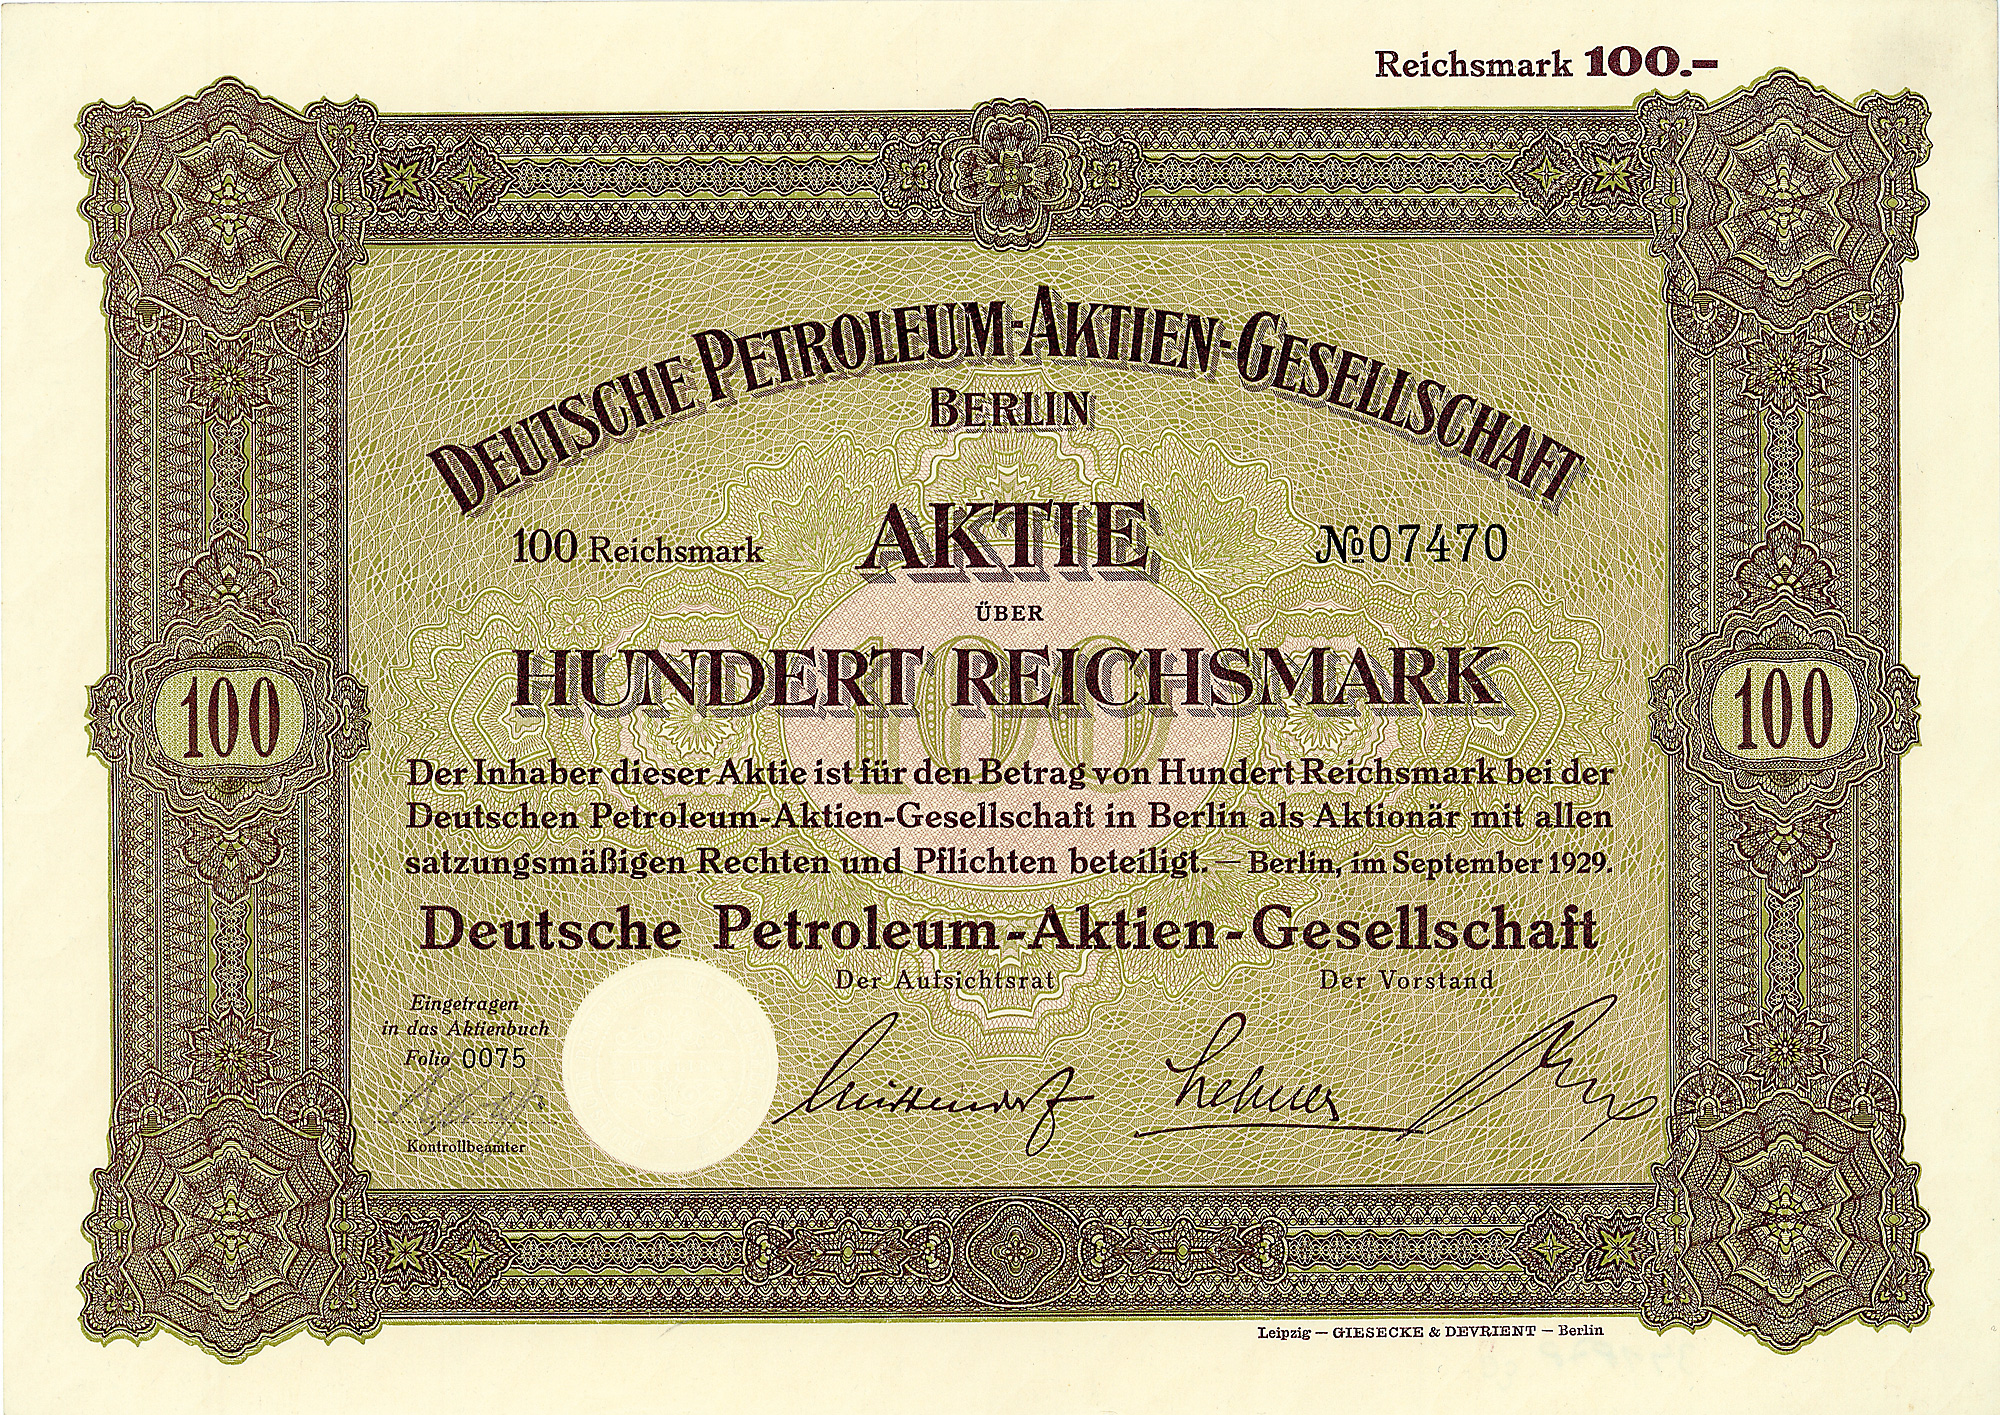 Reichsmark 100.–
DEUTSCHE PETROLEUM-AKTIEN-GESELLSCHAFT
BERLIN
100 Reichsmark AKTIE №07470
ÜBER
HUNDERT REICHSMARK
100
100
100
Der Inhaber dieser Aktie ist für den Betrag von Hundert Reichsmark bei der
Deutschen Petroleum-Aktien-Gesellschaft in Berlin als Aktionär mit allen
satzungsmäßigen Rechten und Pflichten beteiligt. — Berlin, im September 1929.
Deutsche Petroleum-Aktien-Gesellschaft
Der Aufsichtsrat Der Vorstand
Eingetragen
in das Aktienbuch
Folio 0075
Kontrollbeamter
Leipzig — GIESECKE & DEVRIENT — Berlin